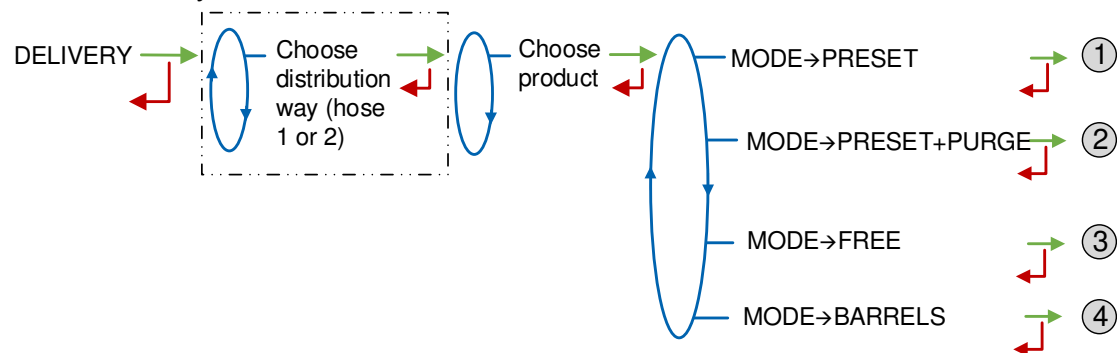 DELIVERY
Choose
distribution
way (hose
1 or 2)
Choose
product
MODE→PRESET
1
MODE→PRESET+PURGE
2
MODE→FREE
3
MODE→BARRELS
4